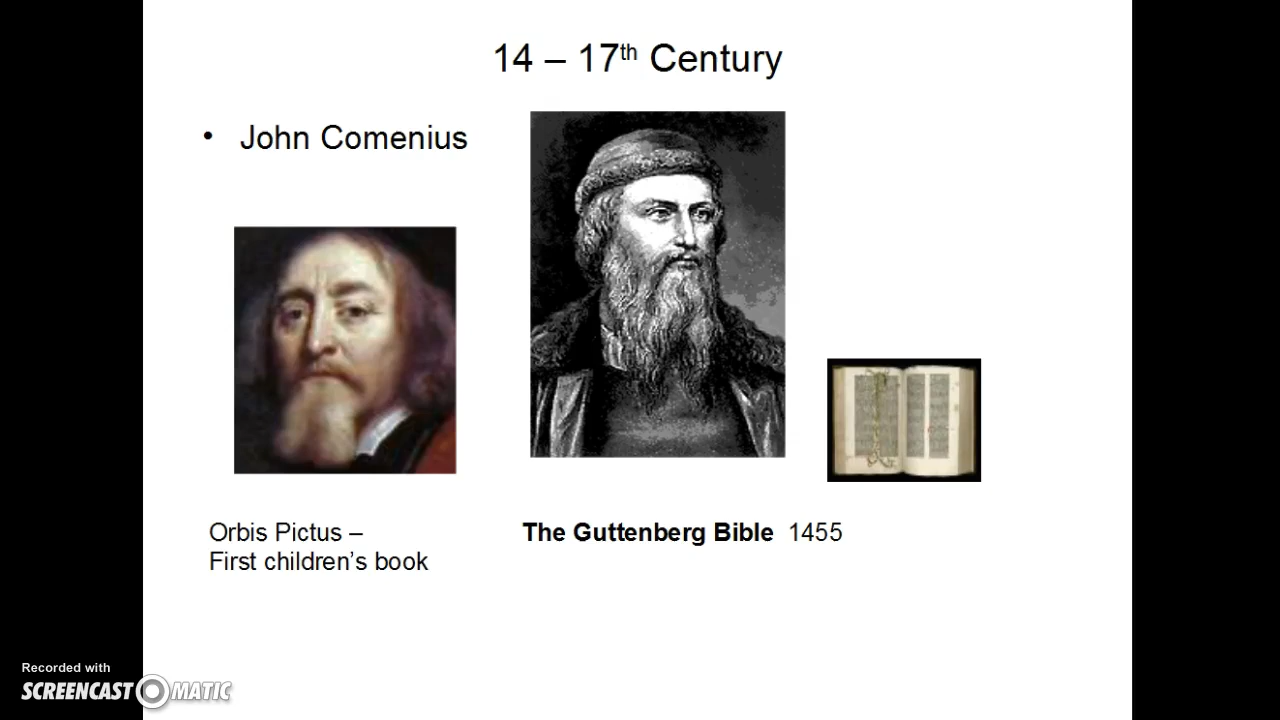 14 – 17th Century
• John Comenius
Orbis Pictus –
First children's book
The Guttenberg Bible 1455
Recorded with
SCREENCAST MATIC